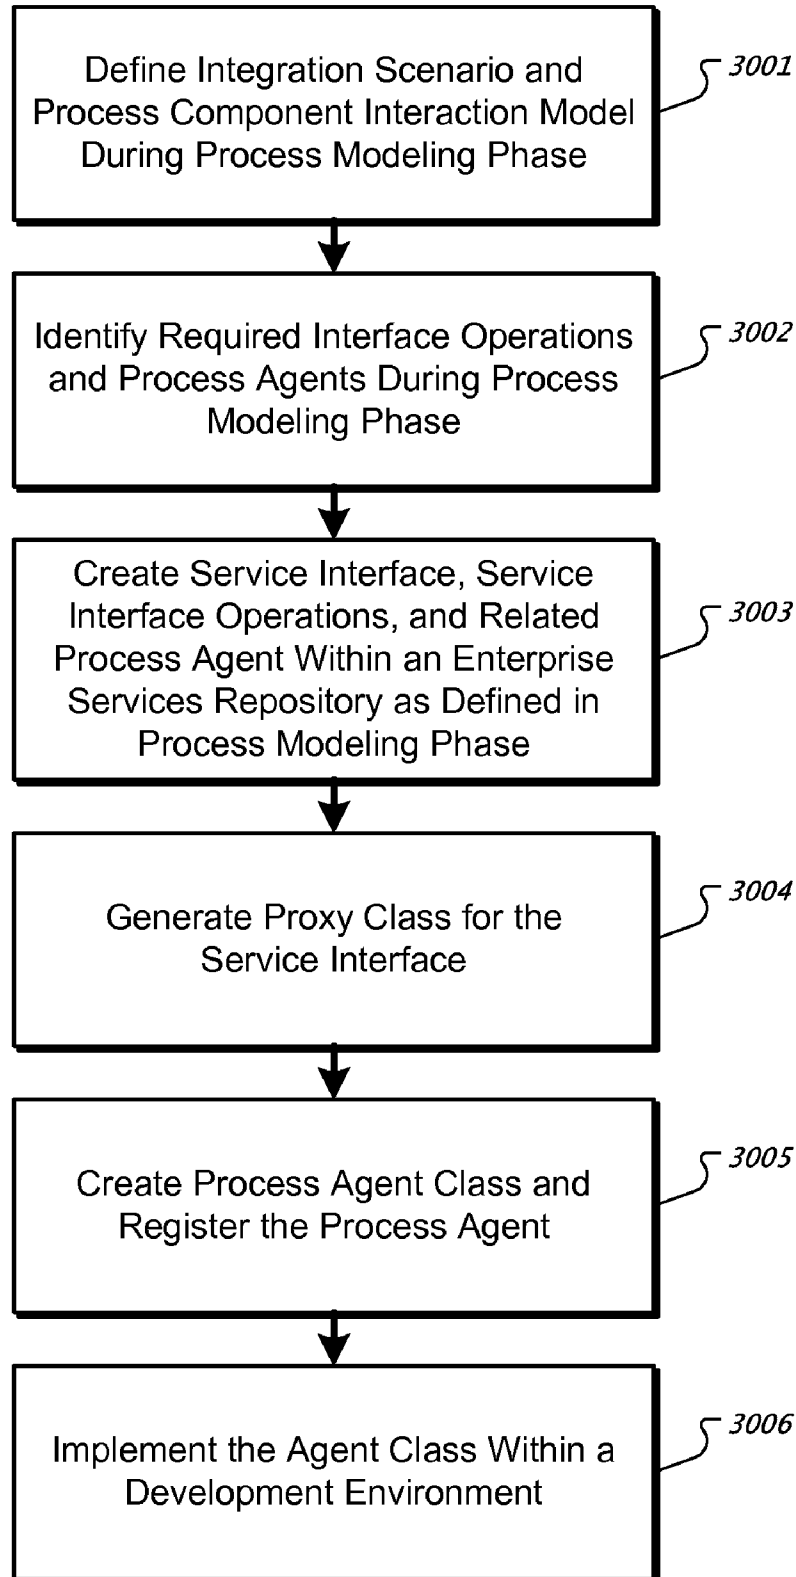 Define Integration Scenario and
Process Component Interaction Model
During Process Modeling Phase
3001
Identify Required Interface Operations
and Process Agents During Process
Modeling Phase
3002
Create Service Interface, Service
Interface Operations, and Related
Process Agent Within an Enterprise
Services Repository as Defined in
Process Modeling Phase
3003
Generate Proxy Class for the
Service Interface
3004
Create Process Agent Class and
Register the Process Agent
3005
Implement the Agent Class Within a
Development Environment
3006